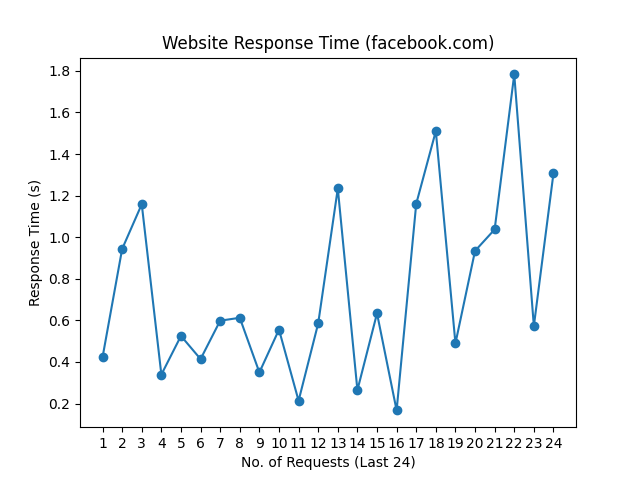 Website Response Time (facebook.com)
1.8
1.6
1.4
1.2
1.0
0.8
0.6
0.4
0.2
Response Time (s)
1 2 3 4 5 6 7 8 9 10 11 12 13 14 15 16 17 18 19 20 21 22 23 24
No. of Requests (Last 24)